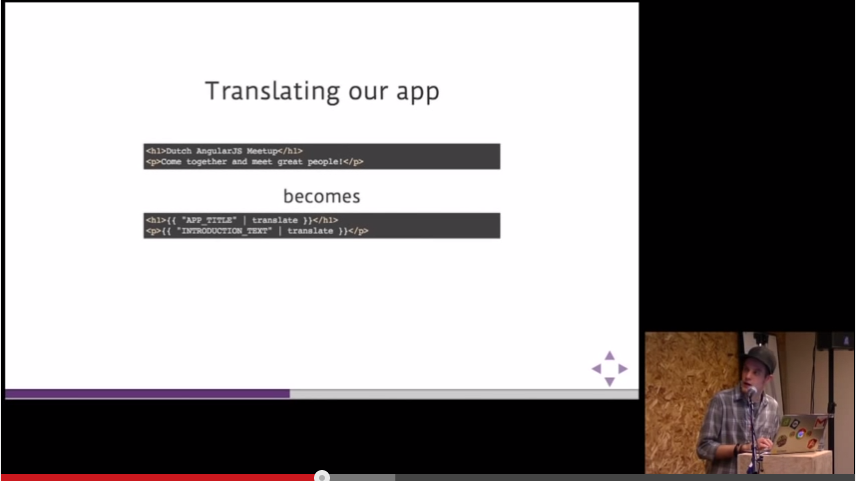 Translating our app
<h1>Dutch AngularJS Meetup</h1>
<p>Come together and meet great people!</p>
becomes
<h1>{{ "APP_TITLE" | translate }}</h1>
<p>{{ "INTRODUCTION_TEXT" | translate }}</p>